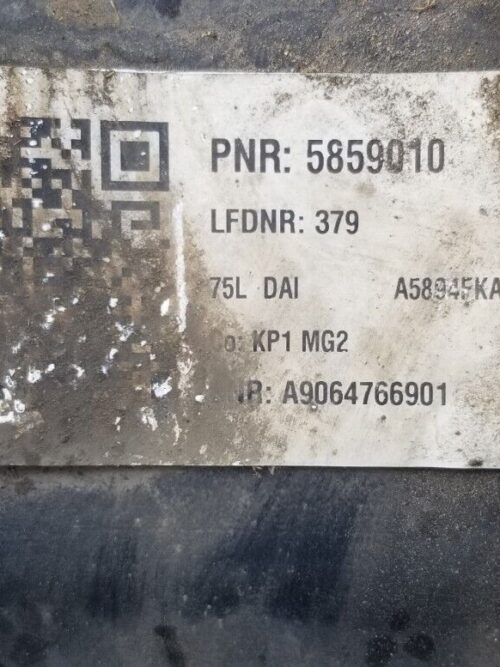 PNR: 5859010
LFDNR: 379
75L DAI
KP1 MG2
A9064766901